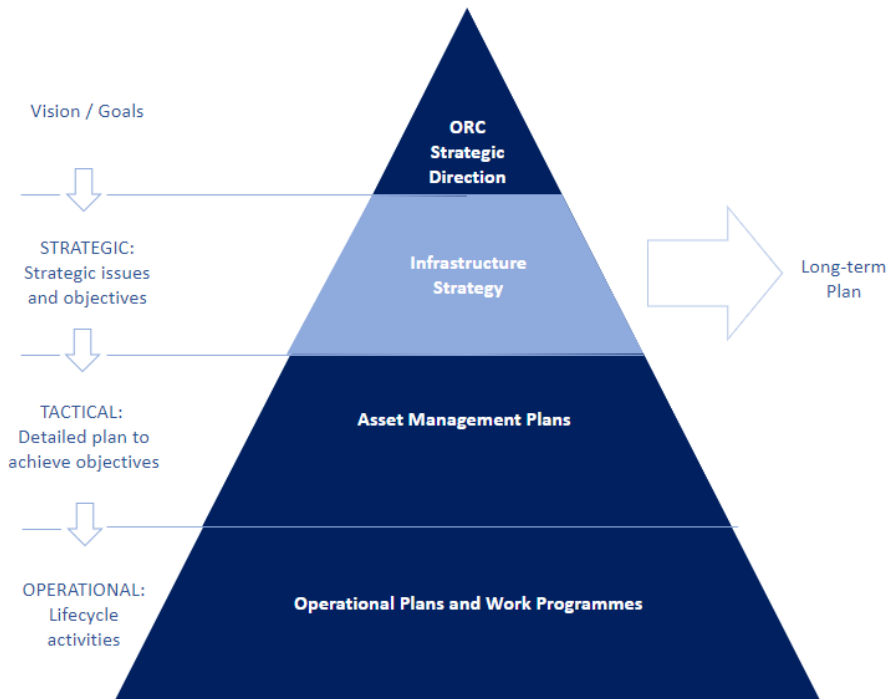 Vision / Goals
ORC
Strategic
Direction
STRATEGIC:
Strategic issues
and objectives
Infrastructure
Strategy
Long-term
Plan
TACTICAL:
Detailed plan to
achieve objectives
Asset Management Plans
OPERATIONAL:
Lifecycle
activities
Operational Plans and Work Programmes